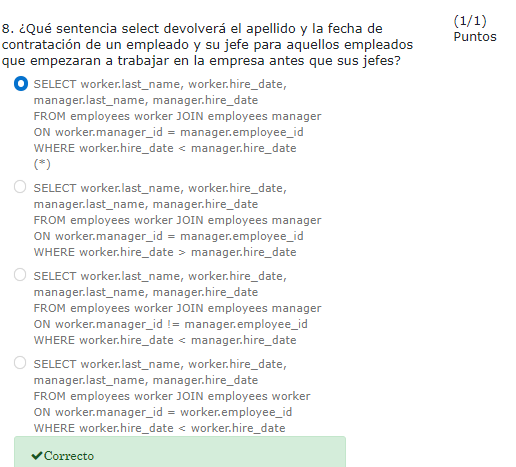 8. ¿Qué sentencia select devolverá el apellido y la fecha de
contratación de un empleado y su jefe para aquellos empleados
que empezaran a trabajar en la empresa antes que sus jefes?
(1/1)
Puntos
SELECT worker.last_name, worker.hire_date,
manager.last_name, manager.hire_date
FROM employees worker JOIN employees manager
ON worker.manager_id = manager.employee_id
WHERE worker.hire_date < manager.hire_date
(*)
SELECT worker.last_name, worker.hire_date,
manager.last_name, manager.hire_date
FROM employees worker JOIN employees manager
ON worker.manager_id = manager.employee_id
WHERE worker.hire_date > manager.hire_date
SELECT worker.last_name, worker.hire_date,
manager.last_name, manager.hire_date
FROM employees worker JOIN employees manager
ON worker.manager_id != manager.employee_id
WHERE worker.hire_date < manager.hire_date
SELECT worker.last_name, worker.hire_date,
manager.last_name, manager.hire_date
FROM employees worker JOIN employees worker
ON worker.manager_id = worker.employee_id
WHERE worker.hire_date < worker.hire_date
✔Correcto